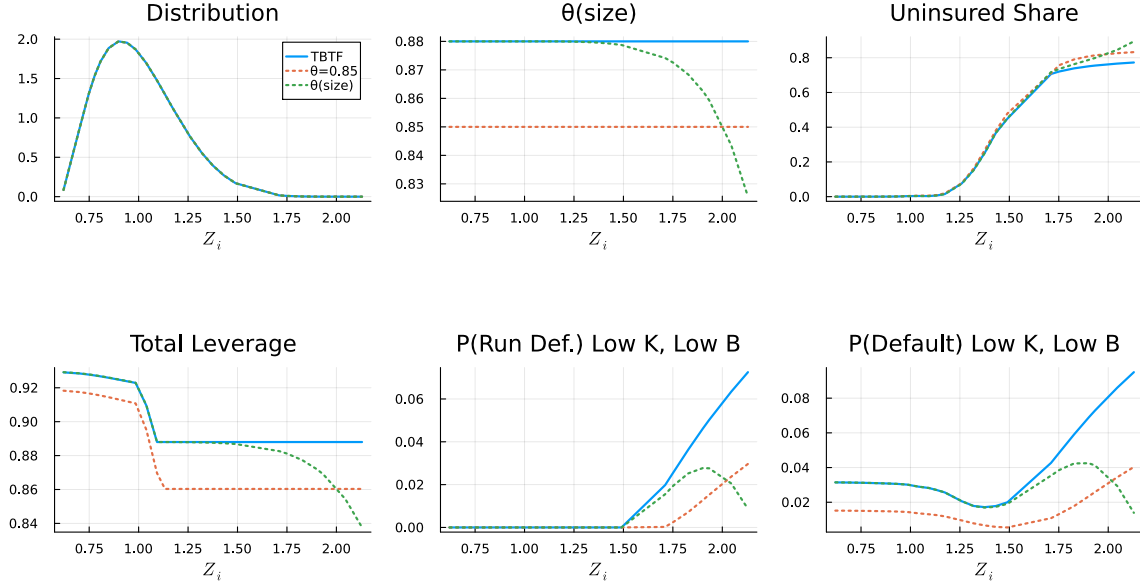 Distribution
2.0
1.5
1.0
0.5
0.0
TBTF
θ=0.85
θ(size)
0.75 1.00 1.25 1.50 1.75 2.00
Z_i
θ(size)
0.88
0.87
0.86
0.85
0.84
0.83
0.75 1.00 1.25 1.50 1.75 2.00
Z_i
Uninsured Share
0.8
0.6
0.4
0.2
0.0
0.75 1.00 1.25 1.50 1.75 2.00
Z_i
Total Leverage
0.92
0.90
0.88
0.86
0.84
0.75 1.00 1.25 1.50 1.75 2.00
Z_i
P(Run Def.) Low K, Low B
0.06
0.04
0.02
0.00
0.75 1.00 1.25 1.50 1.75 2.00
Z_i
P(Default) Low K, Low B
0.08
0.06
0.04
0.02
0.75 1.00 1.25 1.50 1.75 2.00
Z_i